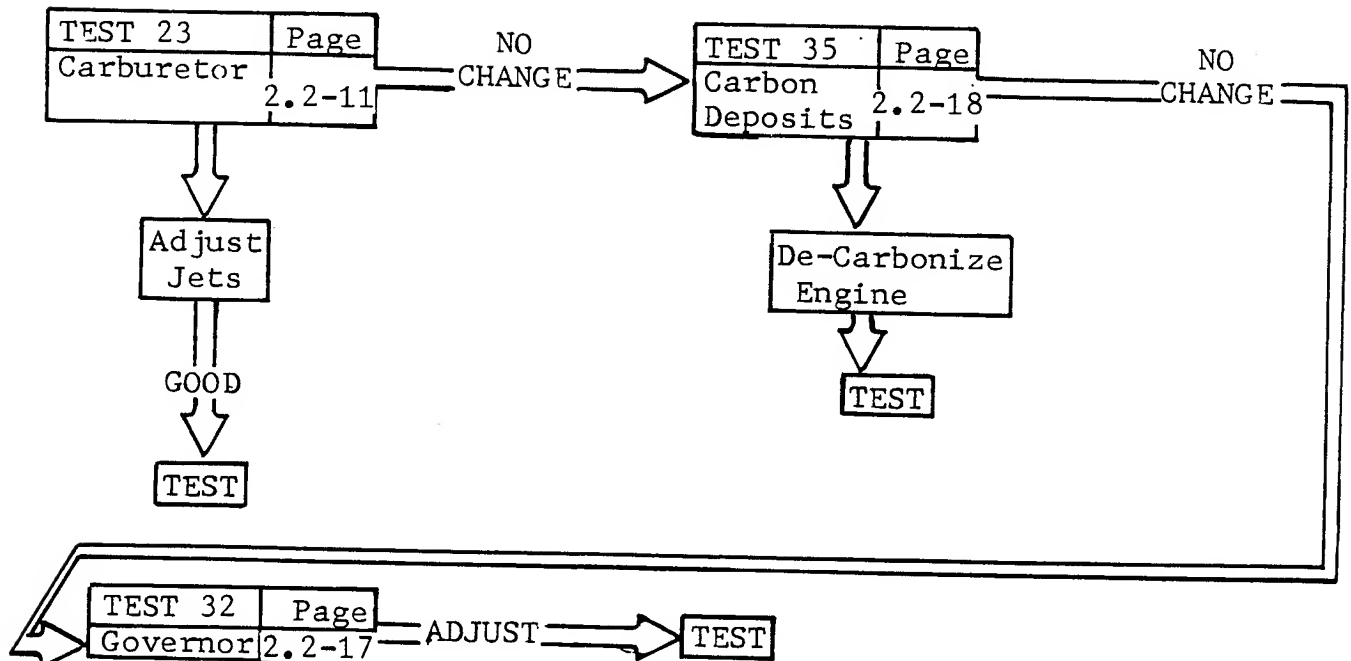 TEST 23 Page
Carburetor
2.2-11
NO
CHANGE
TEST 35 Page
Carbon
Deposits
2.2-18
NO
CHANGE
Adjust
Jets
GOOD
TEST
De-Carbonize
Engine
TEST
TEST 32 Page
Governor 2.2-17
ADJUST
TEST